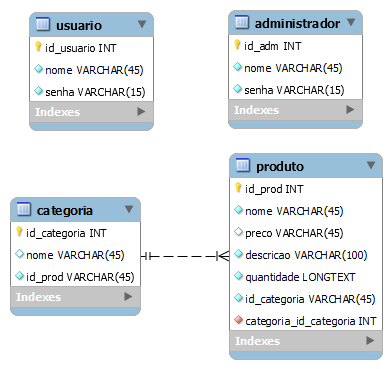 usuario
id_usuario INT
nome VARCHAR(45)
senha VARCHAR(15)
Indexes
administrador
id_adm INT
nome VARCHAR(45)
senha VARCHAR(15)
Indexes
categoria
id_categoria INT
nome VARCHAR(45)
id_prod VARCHAR(45)
Indexes
produto
id_prod INT
nome VARCHAR(45)
preco VARCHAR(45)
descricao VARCHAR(100)
quantidade LONGTEXT
id_categoria VARCHAR(45)
categoria_id_categoria INT
Indexes